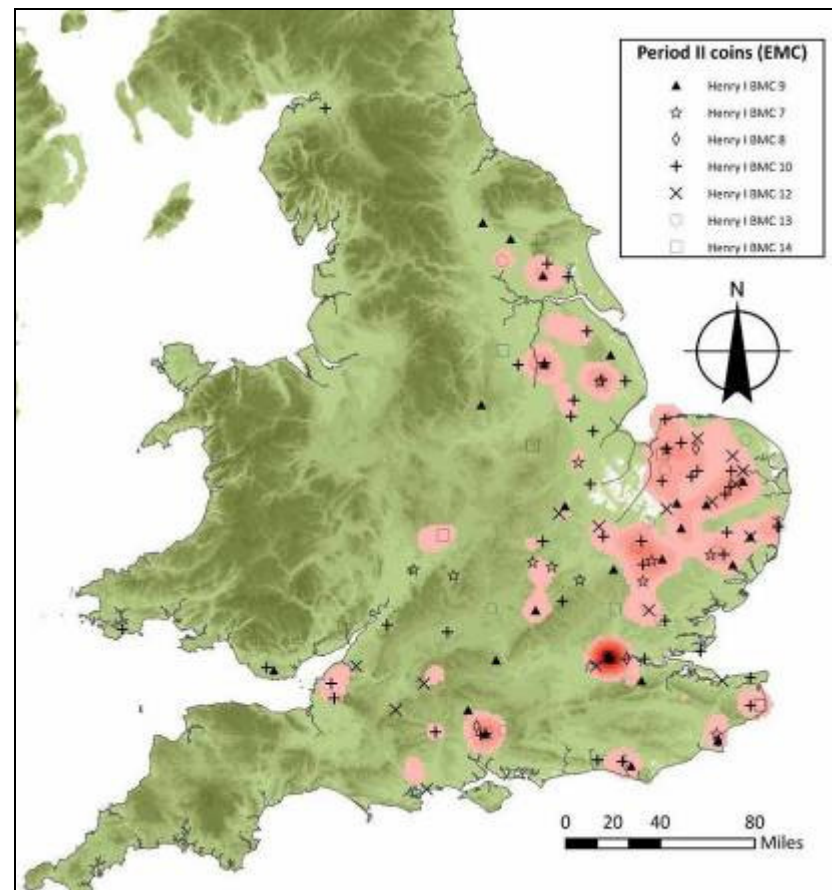 Period II coins (EMC)
Henry I BMC 9
Henry I BMC 7
Henry I BMC 8
Henry I BMC 10
Henry I BMC 12
Henry I BMC 13
Henry I BMC 14
N
0 20 40 80
Miles